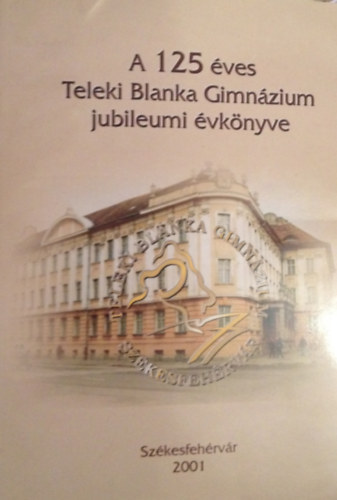 A 125 éves
Teleki Blanka Gimnázium
jubileumi évkönyve
TELEKI BLANKA GIMNÁZIUM
SZÉKESFEHÉRVÁR
Székesfehérvár
2001